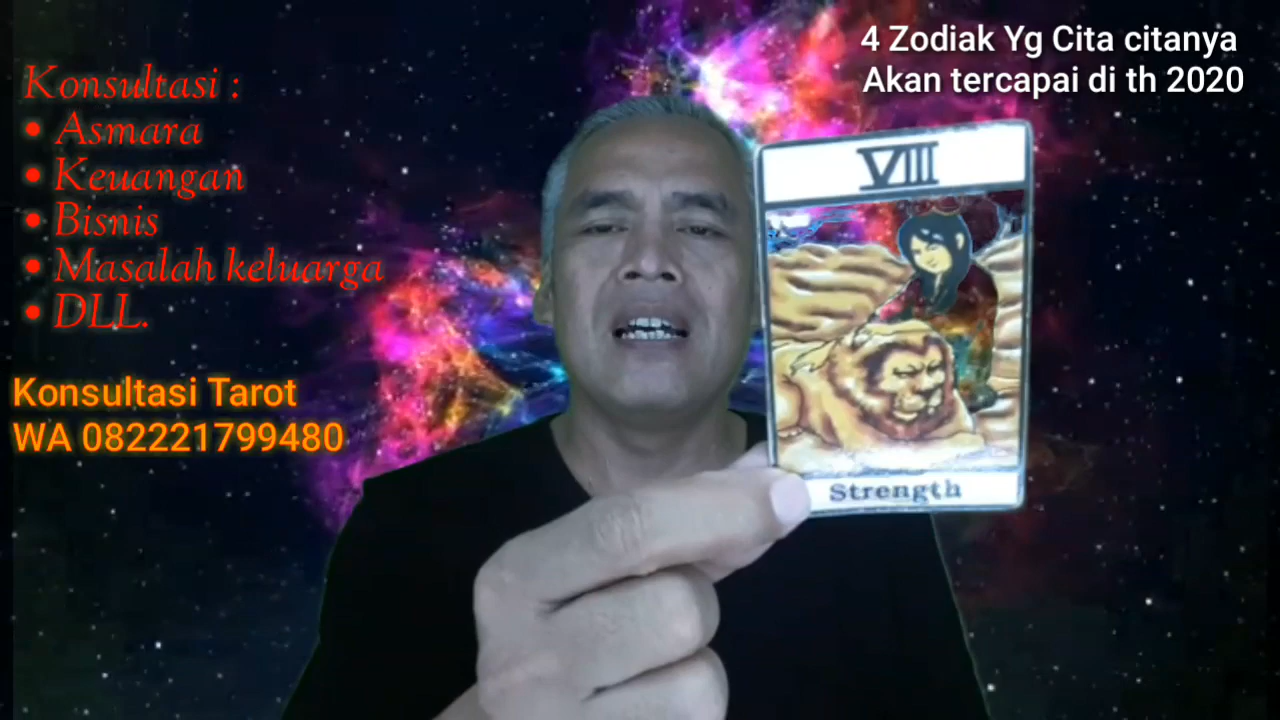 Konsultasi :
• Asmara
• Keuangan
• Bisnis
• Masalah keluarga
• DLL.
Konsultasi Tarot
WA 082221799480
4 Zodiak Yg Cita citanya
Akan tercapai di th 2020
VIII
Strength